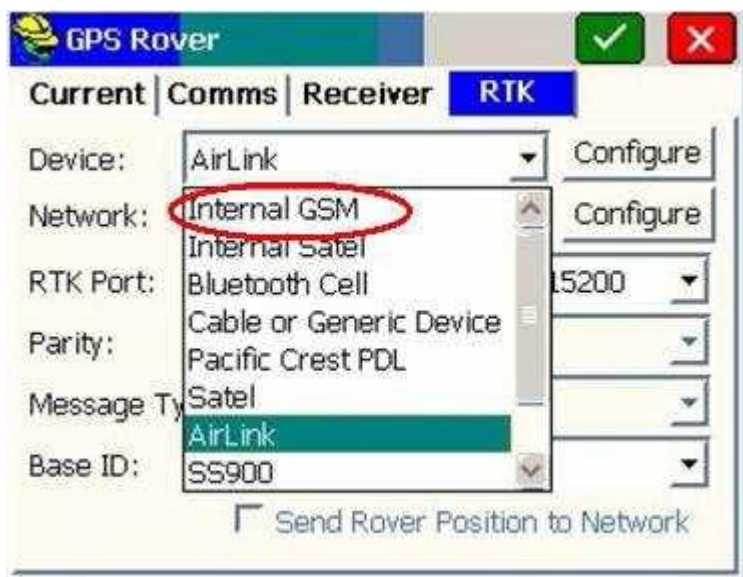 GPS Rover
Current Comms Receiver RTK
Device: AirLink Configure
Network: Internal GSM Configure
Internal Satel
RTK Port: Bluetooth Cell 15200
Cable or Generic Device
Parity:
Pacific Crest PDL
Message Ty Satel
AirLink
Base ID: SS900
Send Rover Position to Network